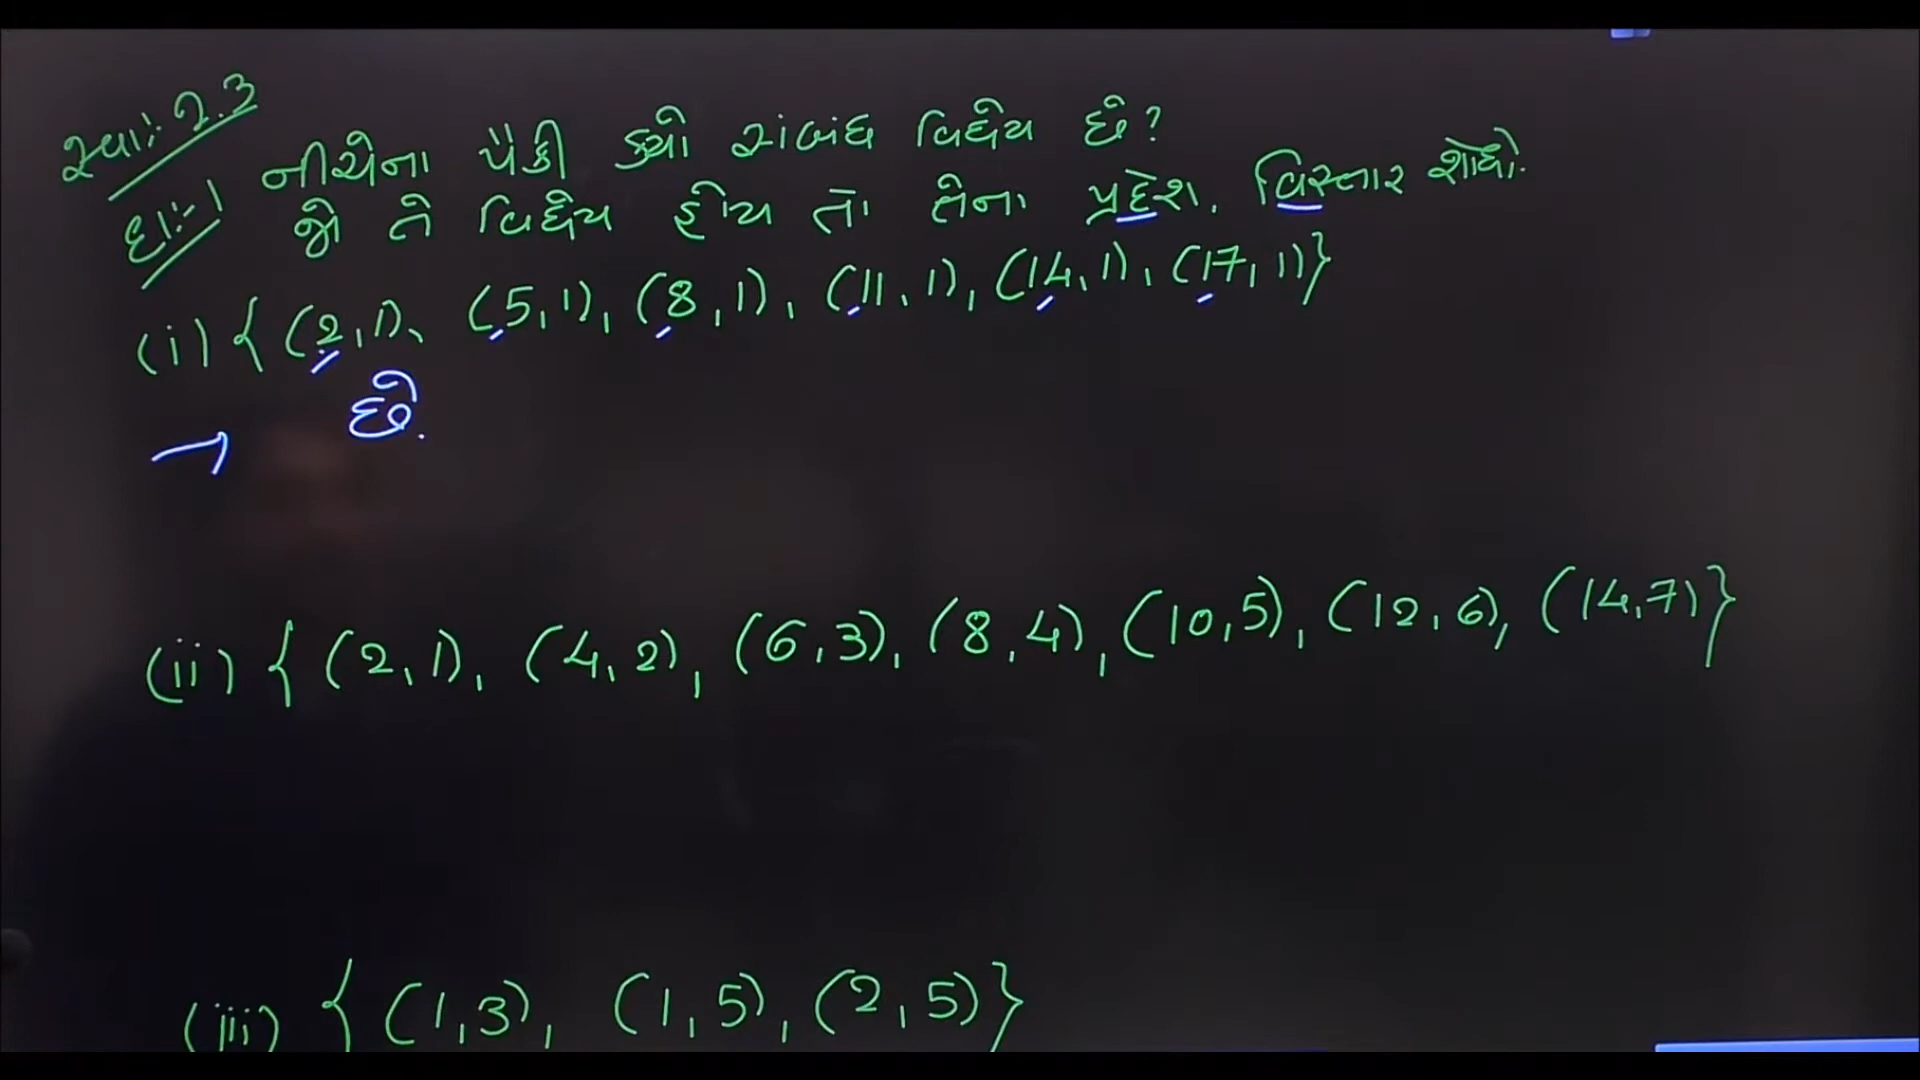 સ્વાઃ 2.3
દાઃ-1 નીચેના પૈકી ક્યો સંબંધ વિધેય છે?
જો તે વિધેય હોય તો તેના પ્રદેશ, વિસ્તાર શોધો.
(i) { (2,1), (5,1), (8,1), (11,1), (14,1), (17,1)}
→ છે.
(ii) { (2,1), (4,2), (6,3), (8,4), (10,5), (12,6), (14,7)}
(iii) { (1,3), (1,5), (2,5)}